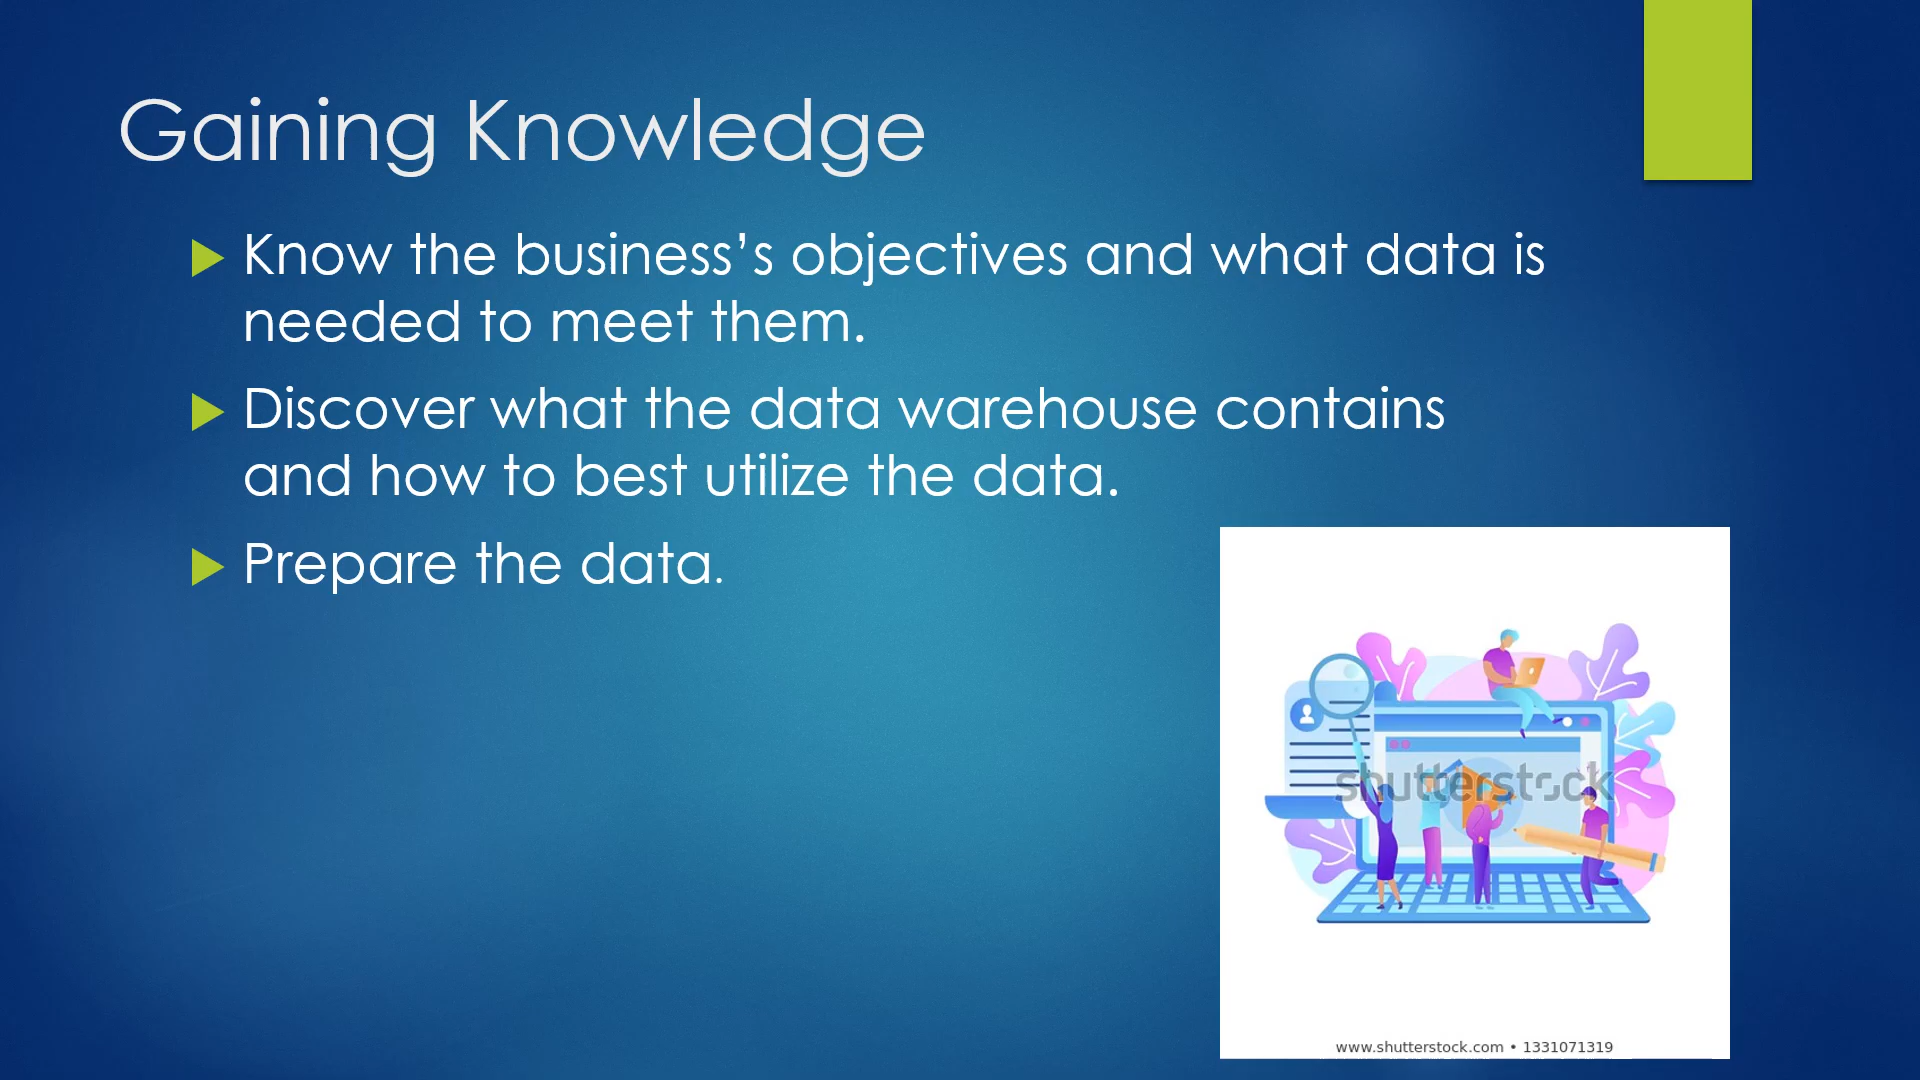 Gaining Knowledge
Know the business’s objectives and what data is
needed to meet them.
Discover what the data warehouse contains
and how to best utilize the data.
Prepare the data.
shutterstock
www.shutterstock.com • 1331071319